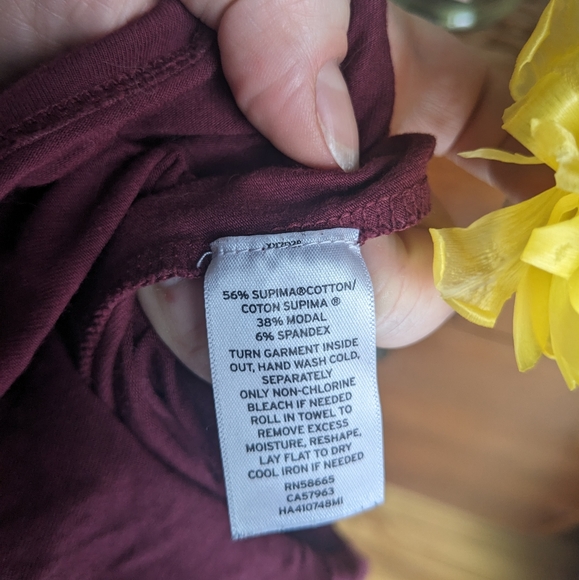 56% SUPIMA®COTTON/
COTON SUPIMA ®
38% MODAL
6% SPANDEX
TURN GARMENT INSIDE
OUT, HAND WASH COLD,
SEPARATELY
ONLY NON-CHLORINE
BLEACH IF NEEDED
ROLL IN TOWEL TO
REMOVE EXCESS
MOISTURE, RESHAPE,
LAY FLAT TO DRY
COOL IRON IF NEEDED
RN58665
CA57963
HA410748MI